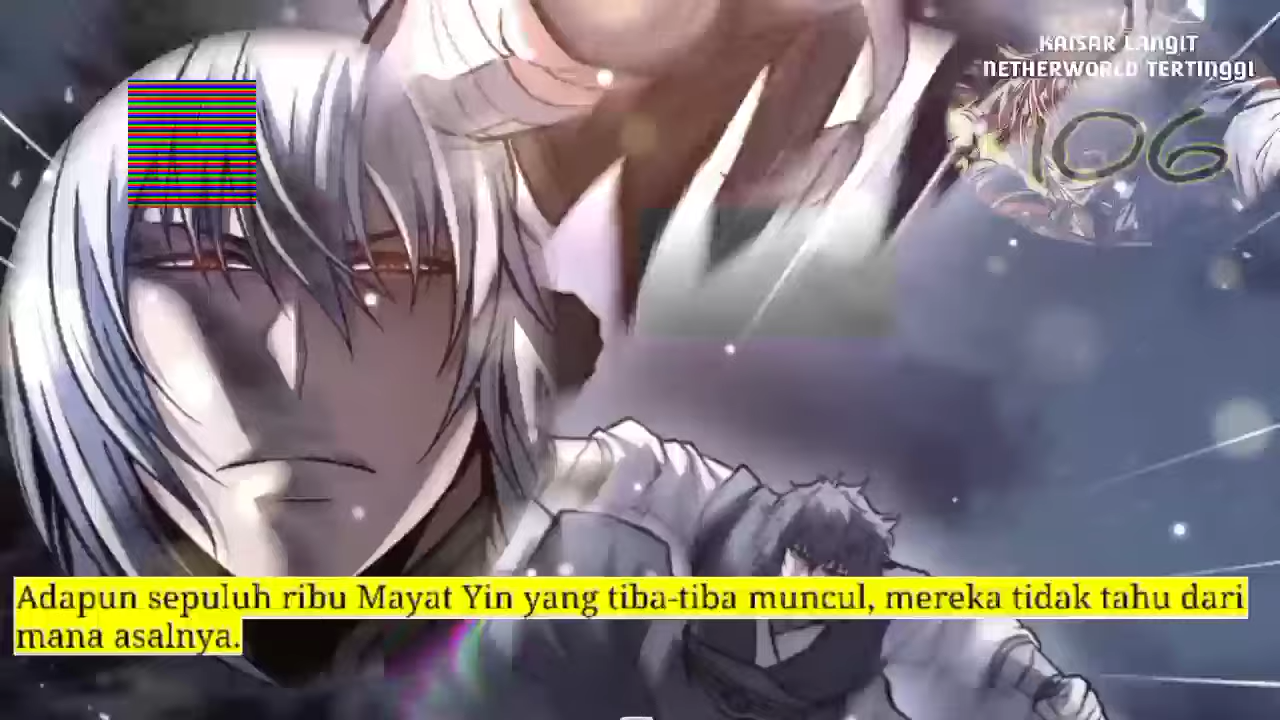 KAISAR LANGIT
NETHERWORLD TERTINGGI
106
Adapun sepuluh ribu Mayat Yin yang tiba-tiba muncul, mereka tidak tahu dari
mana asalnya.